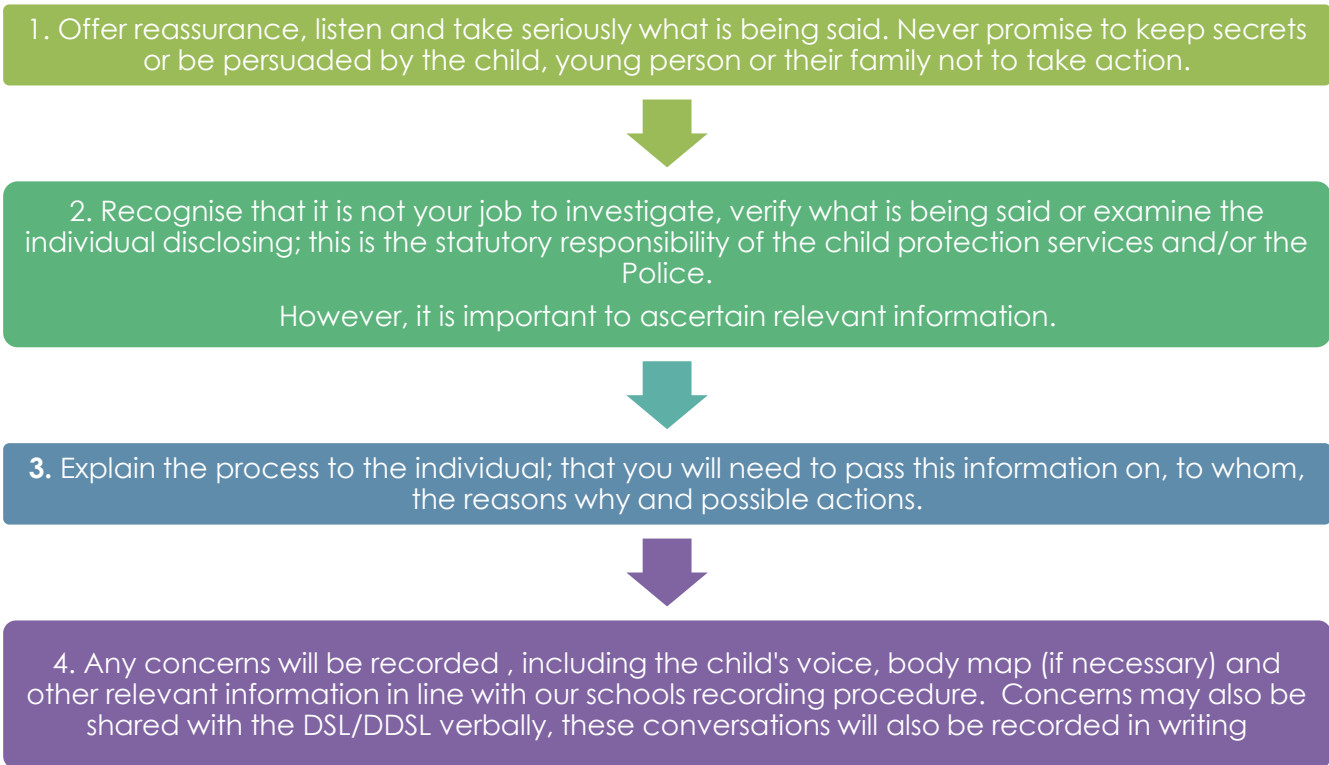 1. Offer reassurance, listen and take seriously what is being said. Never promise to keep secrets
or be persuaded by the child, young person or their family not to take action.
2. Recognise that it is not your job to investigate, verify what is being said or examine the
individual disclosing; this is the statutory responsibility of the child protection services and/or the
Police.
However, it is important to ascertain relevant information.
3. Explain the process to the individual; that you will need to pass this information on, to whom,
the reasons why and possible actions.
4. Any concerns will be recorded , including the child's voice, body map (if necessary) and
other relevant information in line with our schools recording procedure.  Concerns may also be
shared with the DSL/DDSL verbally, these conversations will also be recorded in writing